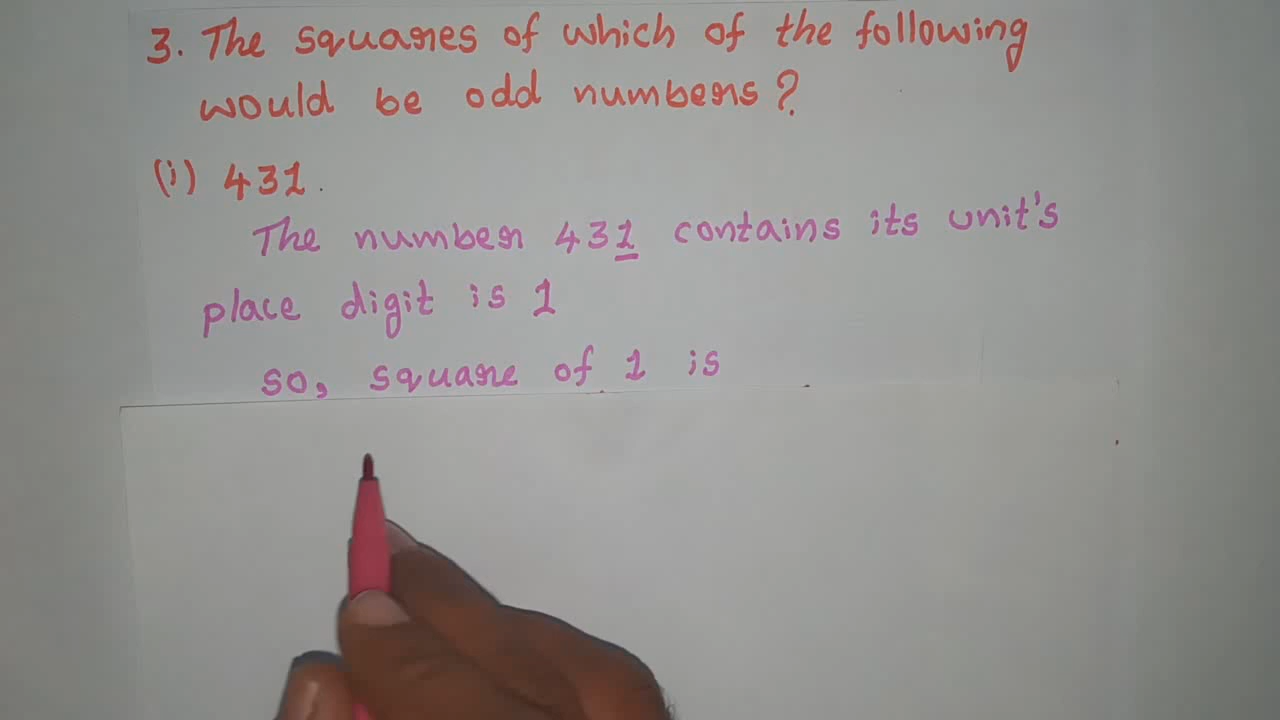 3. The squares of which of the following
would be odd numbers?
(i) 431.
The number 431 contains its unit's
place digit is 1
so, square of 1 is